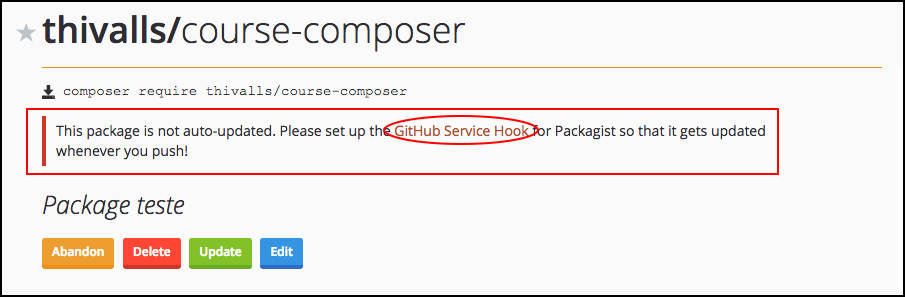 thivalls/course-composer
composer require thivalls/course-composer
This package is not auto-updated. Please set up the GitHub Service Hook for Packagist so that it gets updated
whenever you push!
Package teste
Abandon Delete Update Edit